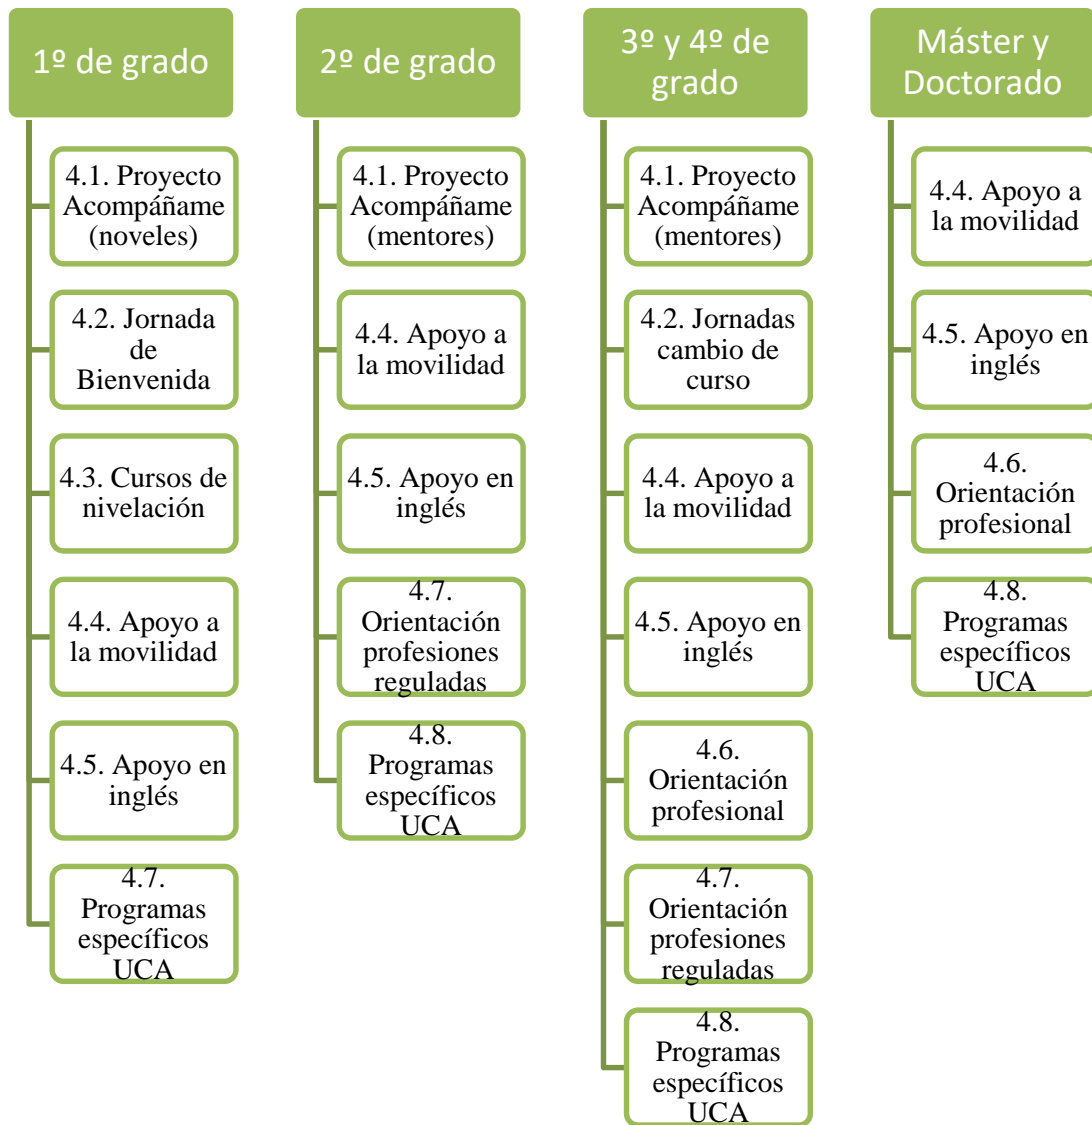 1º de grado
4.1. Proyecto
Acompáñame
(noveles)
4.2. Jornada
de
Bienvenida
4.3. Cursos de
nivelación
4.4. Apoyo a
la movilidad
4.5. Apoyo en
inglés
4.7.
Programas
específicos
UCA
2º de grado
4.1. Proyecto
Acompáñame
(mentores)
4.4. Apoyo a
la movilidad
4.5. Apoyo en
inglés
4.7.
Orientación
profesiones
reguladas
4.8.
Programas
específicos
UCA
3º y 4º de
grado
4.1. Proyecto
Acompáñame
(mentores)
4.2. Jornadas
cambio de
curso
4.4. Apoyo a
la movilidad
4.5. Apoyo en
inglés
4.6.
Orientación
profesional
4.7.
Orientación
profesiones
reguladas
4.8.
Programas
específicos
UCA
Máster y
Doctorado
4.4. Apoyo a
la movilidad
4.5. Apoyo en
inglés
4.6.
Orientación
profesional
4.8.
Programas
específicos
UCA